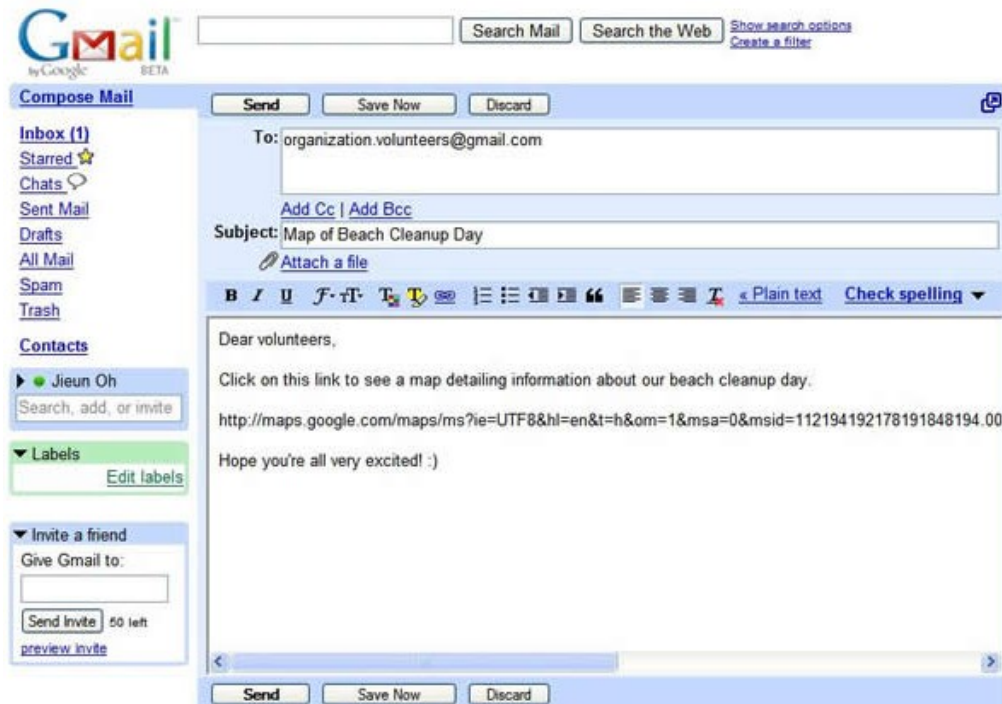 Gmail
by Google BETA
Search Mail Search the Web Show search options
Create a filter
Compose Mail
Inbox (1)
Starred
Chats
Sent Mail
Drafts
All Mail
Spam
Trash
Contacts
Jieun Oh
Search, add, or invite
Labels
Edit labels
Invite a friend
Give Gmail to:
Send Invite 50 left
preview invite
Send Save Now Discard
To: organization.volunteers@gmail.com
Add Cc | Add Bcc
Subject: Map of Beach Cleanup Day
Attach a file
B I U F T T T T « Plain text Check spelling
Dear volunteers,
Click on this link to see a map detailing information about our beach cleanup day.
http://maps.google.com/maps/ms?ie=UTF8&hl=en&t=h&om=1&msa=0&msid=112194192178191848194.00
Hope you're all very excited! :)
Send Save Now Discard